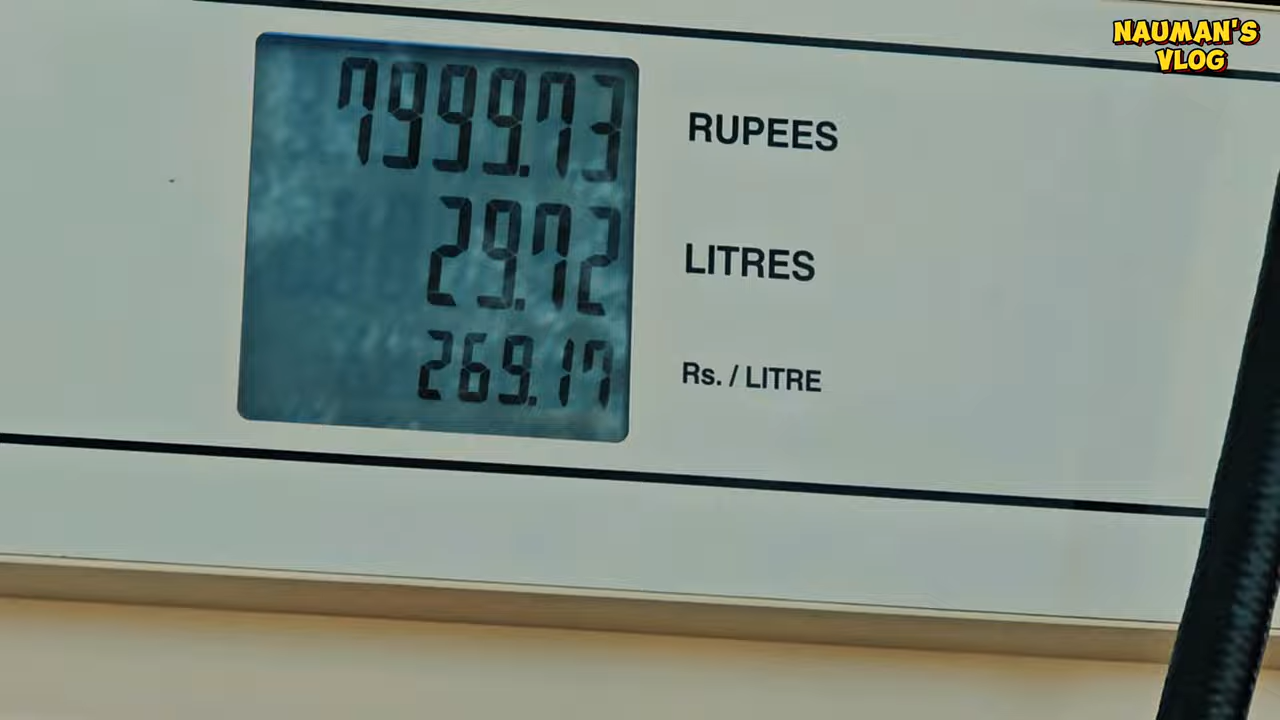 NAUMAN'S
VLOG
7999.73 RUPEES
29.72 LITRES
269.17 Rs. / LITRE